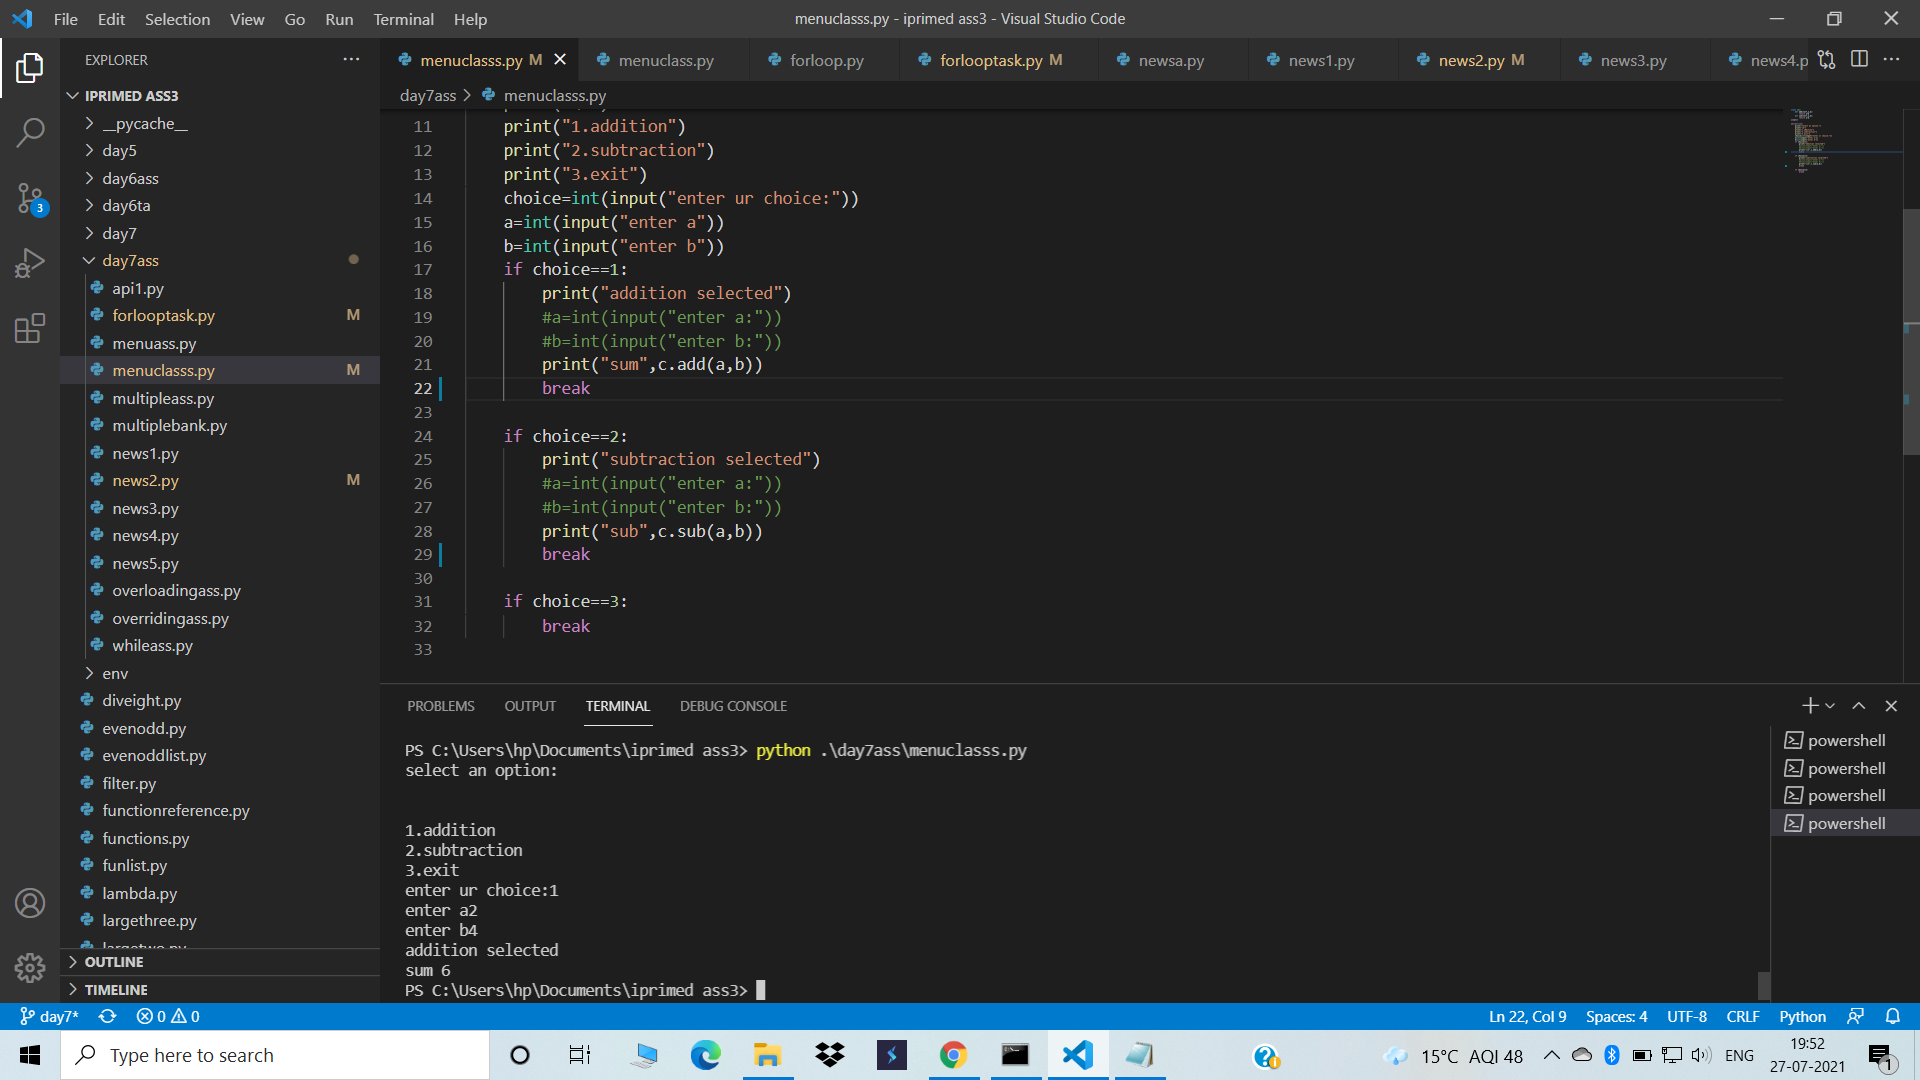 File Edit Selection View Go Run Terminal Help
menuclasss.py - iprimed ass3 - Visual Studio Code
EXPLORER
menuclasss.py M
menuclass.py
forloop.py
forlooptask.py M
newsa.py
news1.py
news2.py M
news3.py
news4.p
day7ass > menuclasss.py
IPRIMED ASS3
__pycache__
day5
day6ass
day6ta
day7
day7ass
api1.py
forlooptask.py M
menuass.py
menuclasss.py M
multipleass.py
multiplebank.py
news1.py
news2.py M
news3.py
news4.py
news5.py
overloadingass.py
overridingass.py
whileass.py
env
diveight.py
evenodd.py
evenoddlist.py
filter.py
functionreference.py
functions.py
funlist.py
lambda.py
largethree.py
OUTLINE
TIMELINE
3
11 print("1.addition")
12 print("2.subtraction")
13 print("3.exit")
14 choice=int(input("enter ur choice:"))
15 a=int(input("enter a"))
16 b=int(input("enter b"))
17 if choice==1:
18 print("addition selected")
19 #a=int(input("enter a:"))
20 #b=int(input("enter b:"))
21 print("sum",c.add(a,b))
22 break
23
24 if choice==2:
25 print("subtraction selected")
26 #a=int(input("enter a:"))
27 #b=int(input("enter b:"))
28 print("sub",c.sub(a,b))
29 break
30
31 if choice==3:
32 break
33
PROBLEMS OUTPUT TERMINAL DEBUG CONSOLE
PS C:\Users\hp\Documents\iprimed ass3> python .\day7ass\menuclasss.py
select an option:
1.addition
2.subtraction
3.exit
enter ur choice:1
enter a2
enter b4
addition selected
sum 6
PS C:\Users\hp\Documents\iprimed ass3>
powershell
powershell
powershell
powershell
day7* 0 0
Ln 22, Col 9 Spaces: 4 UTF-8 CRLF Python
Type here to search
15°C AQI 48
ENG
19:52
27-07-2021
1